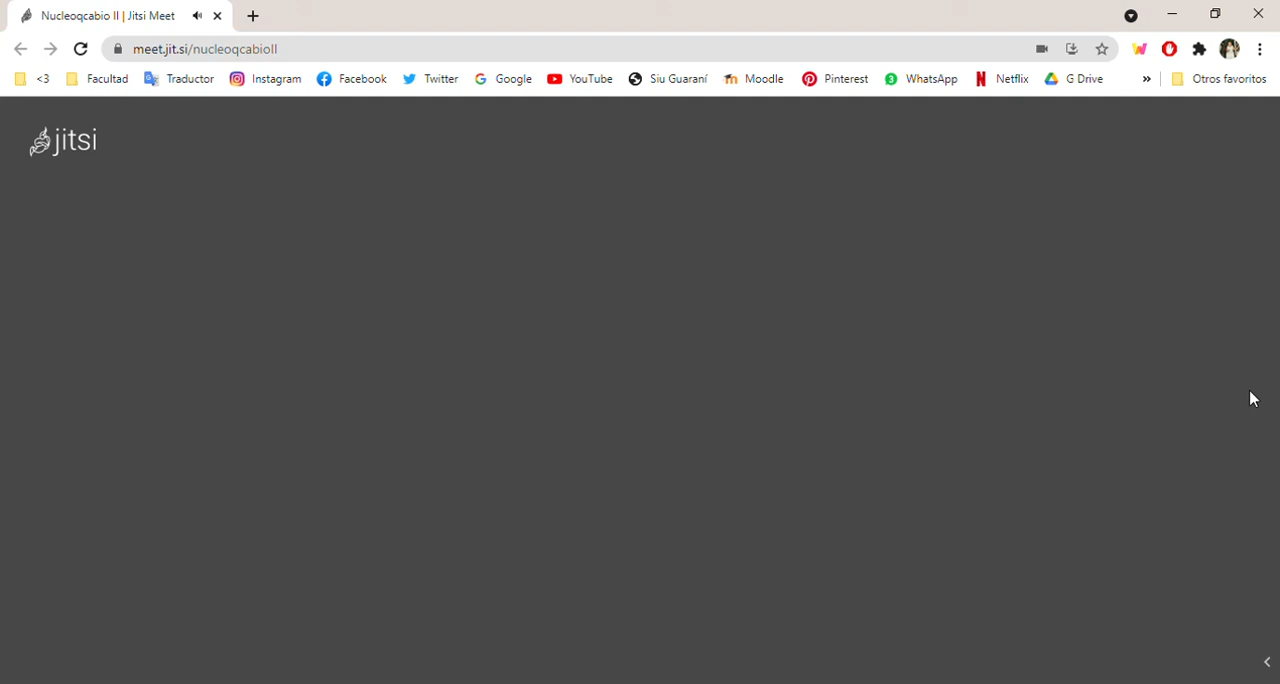 Nucleoqcabio II | Jitsi Meet
meet.jit.si/nucleoqcabioII
<3 Facultad Traductor Instagram Facebook Twitter Google YouTube Siu Guaraní Moodle Pinterest 3 WhatsApp Netflix G Drive » Otros favoritos
jitsi